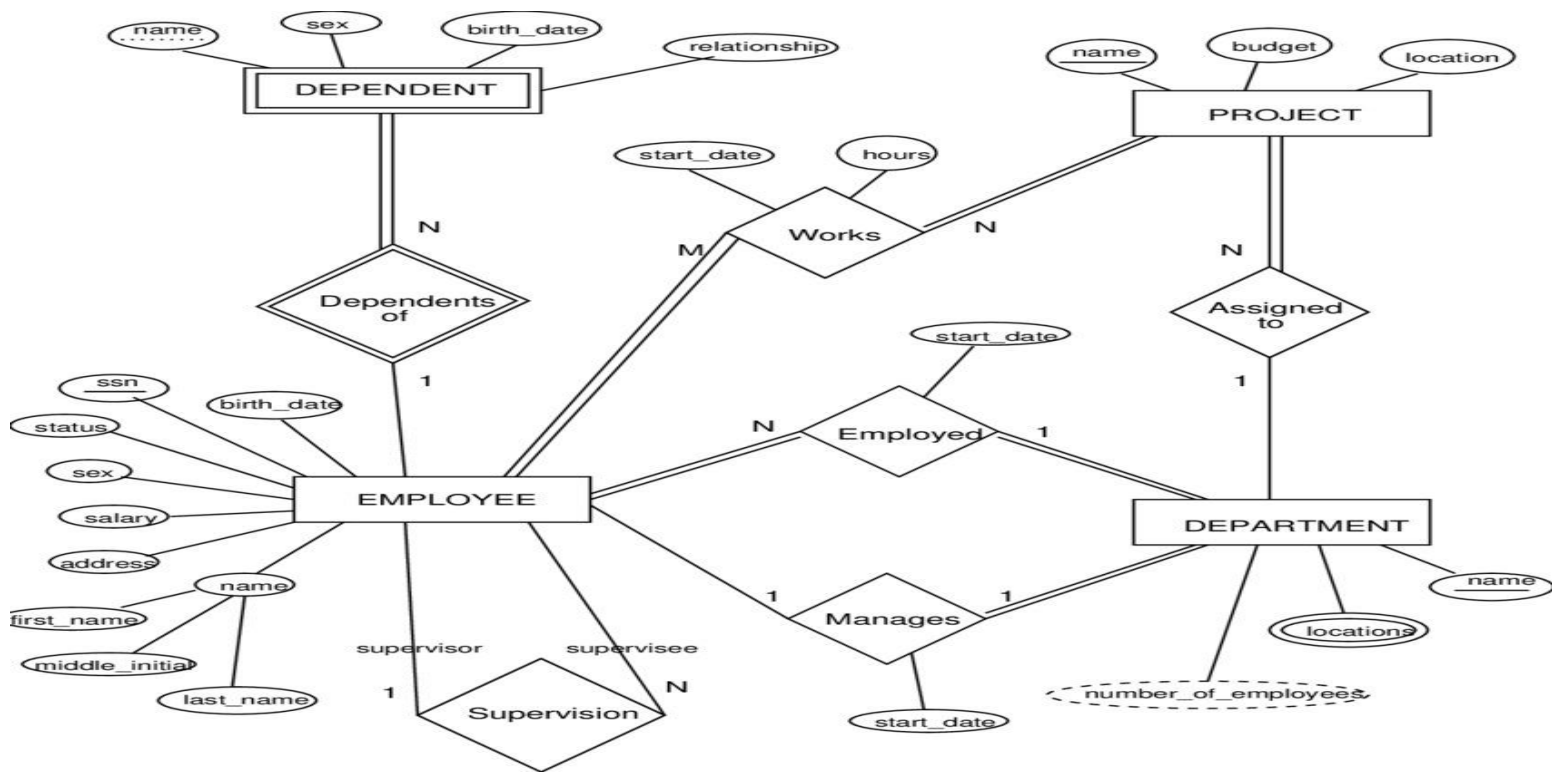 name
sex
birth_date
relationship
DEPENDENT
name
budget
location
PROJECT
start_date
hours
Works
M
N
N
Dependents
of
1
N
Assigned
to
1
start_date
Employed
N
1
ssn
birth_date
status
sex
salary
address
EMPLOYEE
name
first_name
middle_initial
last_name
DEPARTMENT
name
locations
number_of_employees
1
Manages
1
start_date
supervisor
supervisee
1
N
Supervision